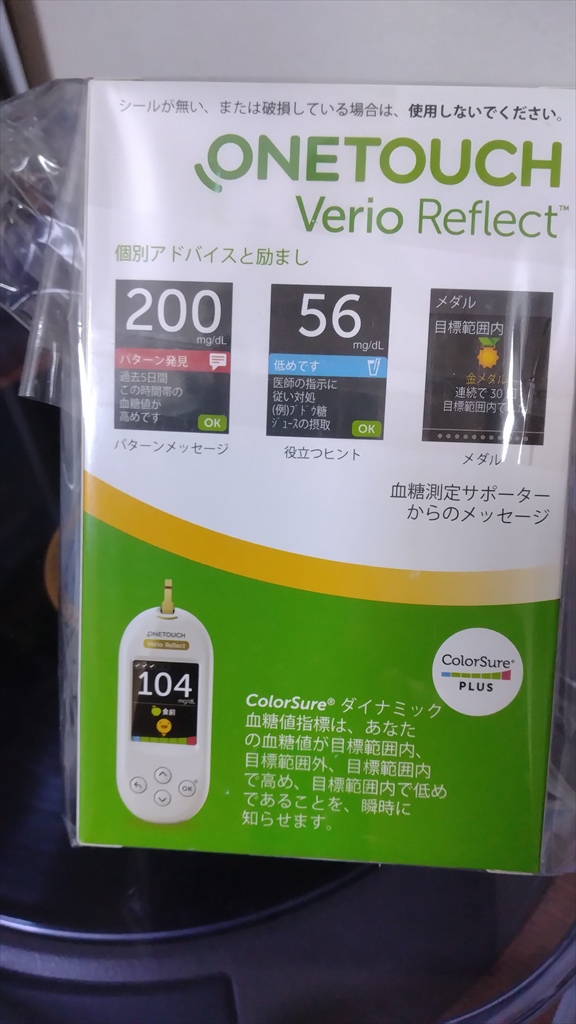 シールが無い、または破損している場合は、使用しないでください。
ONETOUCH
Verio Reflect™
個別アドバイスと励まし
200
mg/dL
パターン発見
過去5日間
この時間帯の
血糖値が
高めです
OK
パターンメッセージ
56
mg/dL
低めです
医師の指示に
従い対処
(例)ブドウ糖
ジュースの摂取
OK
役立つヒント
メダル
目標範囲内
金メダル
連続で30
目標範囲内で
メダル
血糖測定サポーター
からのメッセージ
ONETOUCH
Verio Reflect
104
mg/dL
食前
OK
ColorSure®
PLUS
ColorSure® ダイナミック
血糖値指標は、あなた
の血糖値が目標範囲内、
目標範囲外、目標範囲内
で高め、目標範囲内で低め
であることを、瞬時に
知らせます。